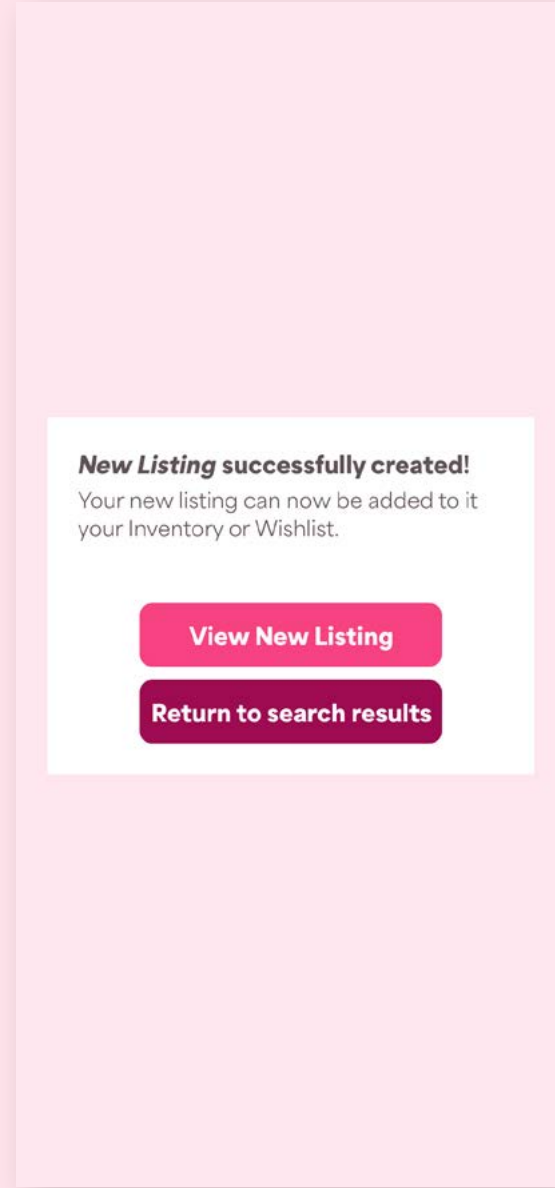 New Listing successfully created!
Your new listing can now be added to it
your Inventory or Wishlist.
View New Listing
Return to search results